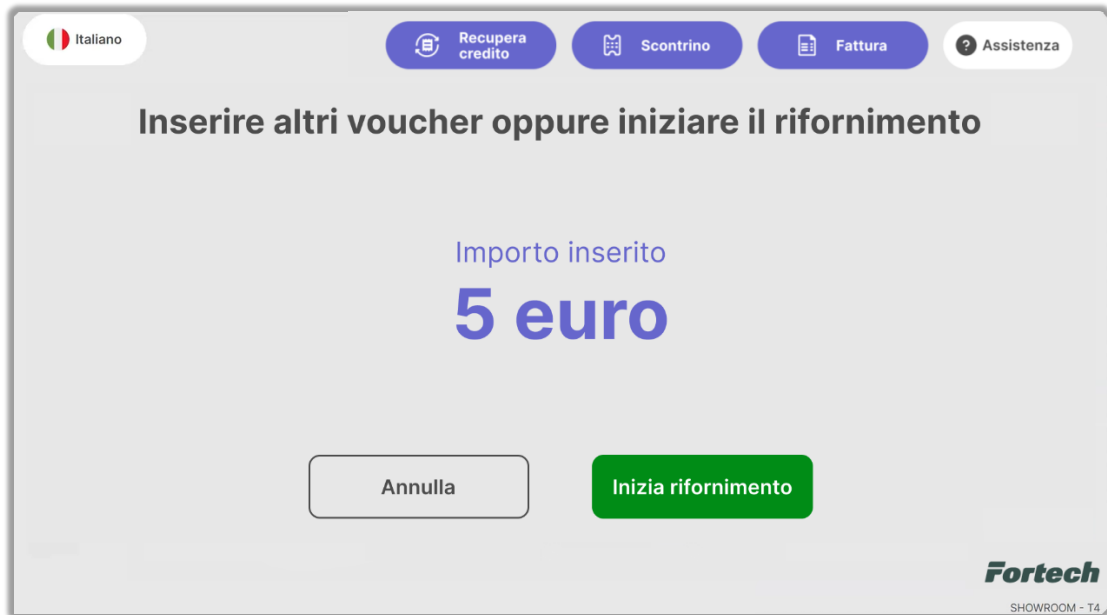 Italiano
Recupera
credito
Scontrino
Fattura
? Assistenza
Inserire altri voucher oppure iniziare il rifornimento
Importo inserito
5 euro
Annulla
Inizia rifornimento
Fortech
SHOWROOM - T4